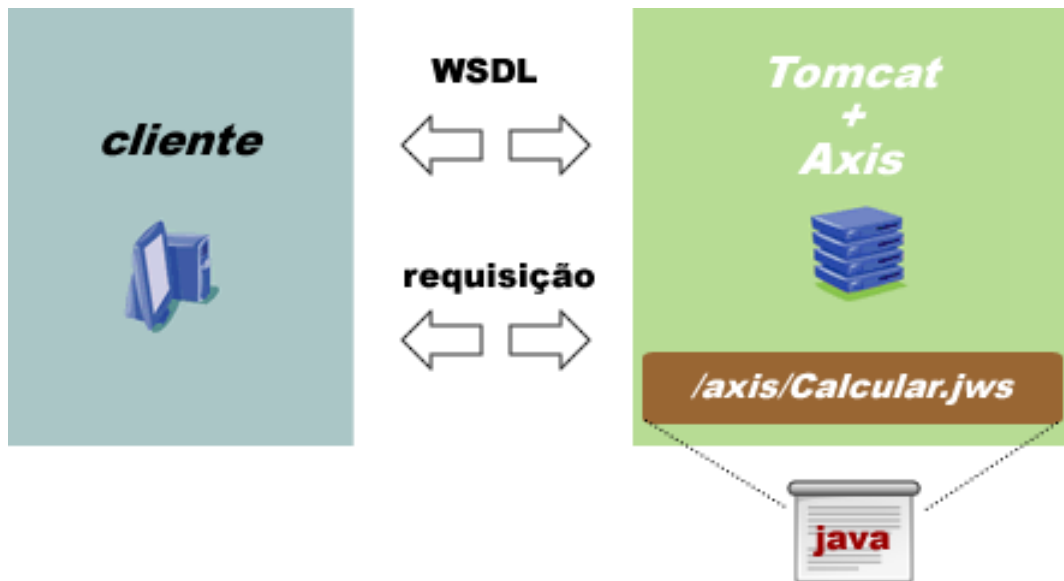 cliente
WSDL
requisição
Tomcat
+
Axis
/axis/Calcular.jws
java